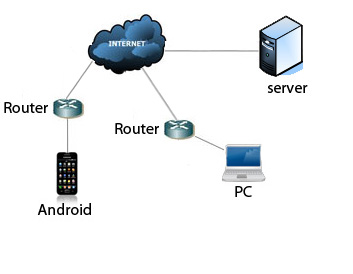 INTERNET
server
Router
Router
PC
Android